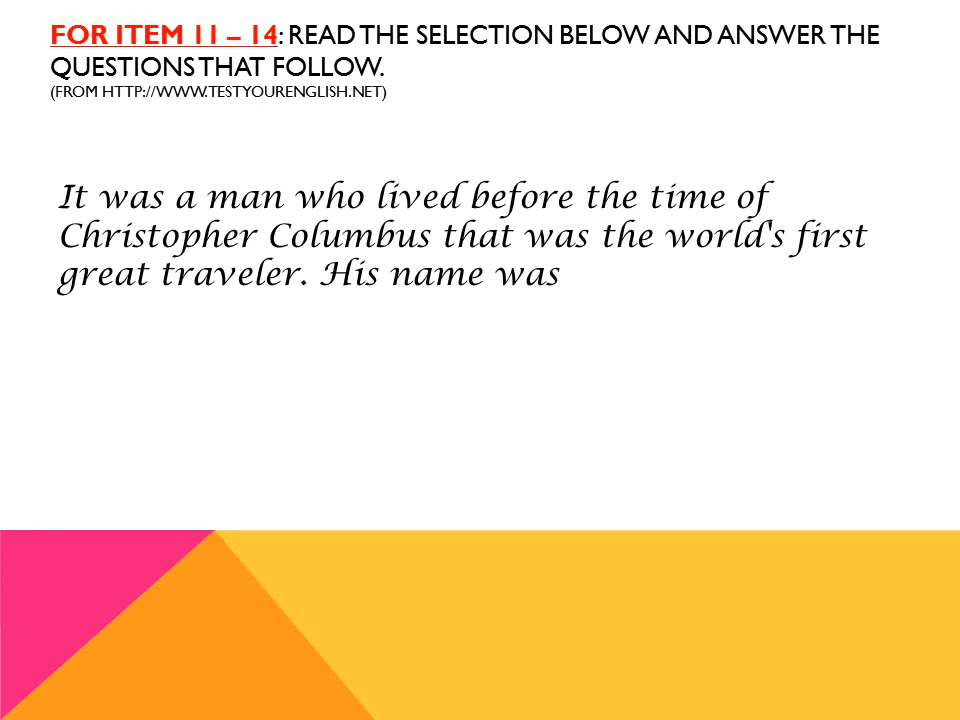 FOR ITEM 11 – 14: READ THE SELECTION BELOW AND ANSWER THE
QUESTIONS THAT FOLLOW.
(FROM HTTP://WWW.TESTYOURENGLISH.NET)
It was a man who lived before the time of
Christopher Columbus that was the world's first
great traveler. His name was